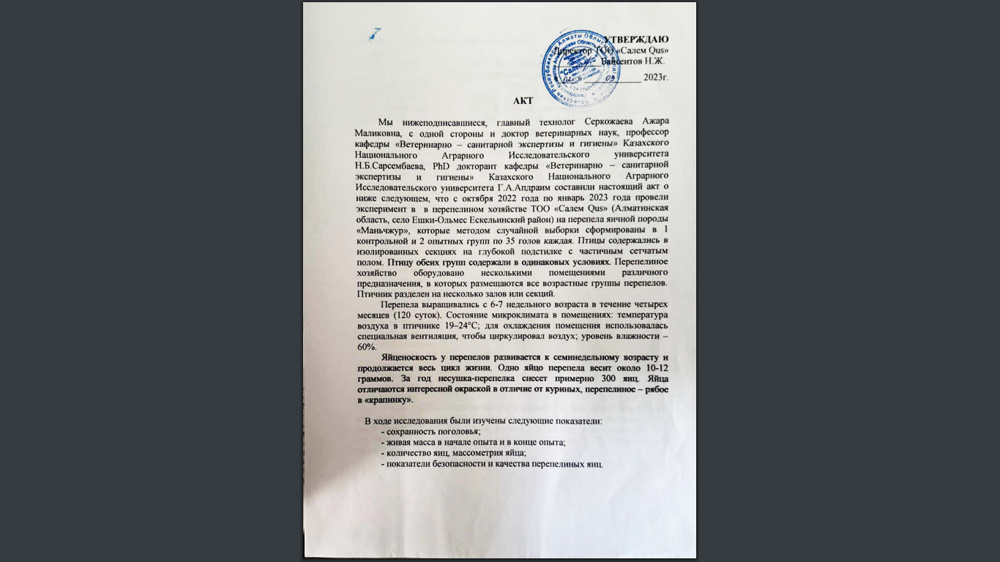 УТВЕРЖДАЮ
Директор ТОО «Салем Qus»
Байсеитов Н.Ж.
03 2023г.
АКТ
Мы нижеподписавшиеся, главный технолог Серкожаева Ажара
Маликовна, с одной стороны и доктор ветеринарных наук, профессор
кафедры «Ветеринарно – санитарной экспертизы и гигиены» Казахского
Национального Аграрного Исследовательского университета
Н.Б.Сарсембаева, PhD докторант кафедры «Ветеринарно – санитарной
экспертизы и гигиены» Казахского Национального Аграрного
Исследовательского университета Г.А.Апдраим составили настоящий акт о
ниже следующем, что с октября 2022 года по январь 2023 года провели
эксперимент в в перепелином хозяйстве ТОО «Салем Qus» (Алматинская
область, село Ешки-Ольмес Ескельинский район) на перепела яичной породы
«Маньчжур», которые методом случайной выборки сформированы в 1
контрольной и 2 опытных групп по 35 голов каждая. Птицы содержались в
изолированных секциях на глубокой подстилке с частичным сетчатым
полом. Птицу обеих групп содержали в одинаковых условиях. Перепелиное
хозяйство оборудовано несколькими помещениями различного
предназначения, в которых размещаются все возрастные группы перепелов.
Птичник разделен на несколько залов или секций.
Перепела выращивались с 6-7 недельного возраста в течение четырех
месяцев (120 суток). Состояние микроклимата в помещениях: температура
воздуха в птичнике 19–24°С; для охлаждения помещения использовалась
специальная вентиляция, чтобы циркулировал воздух; уровень влажности –
60%.
Яйценоскость у перепелов развивается к семинедельному возрасту и
продолжается весь цикл жизни. Одно яйцо перепела весит около 10-12
граммов. За год несушка-перепелка снесет примерно 300 яиц. Яйца
отличаются интересной окраской в отличие от куриных, перепелиное – рябое
в «крапинку».
В ходе исследования были изучены следующие показатели:
- сохранность поголовья;
- живая масса в начале опыта и в конце опыта;
- количество яиц, массометрия яйца;
- показатели безопасности и качества перепелиных яиц.